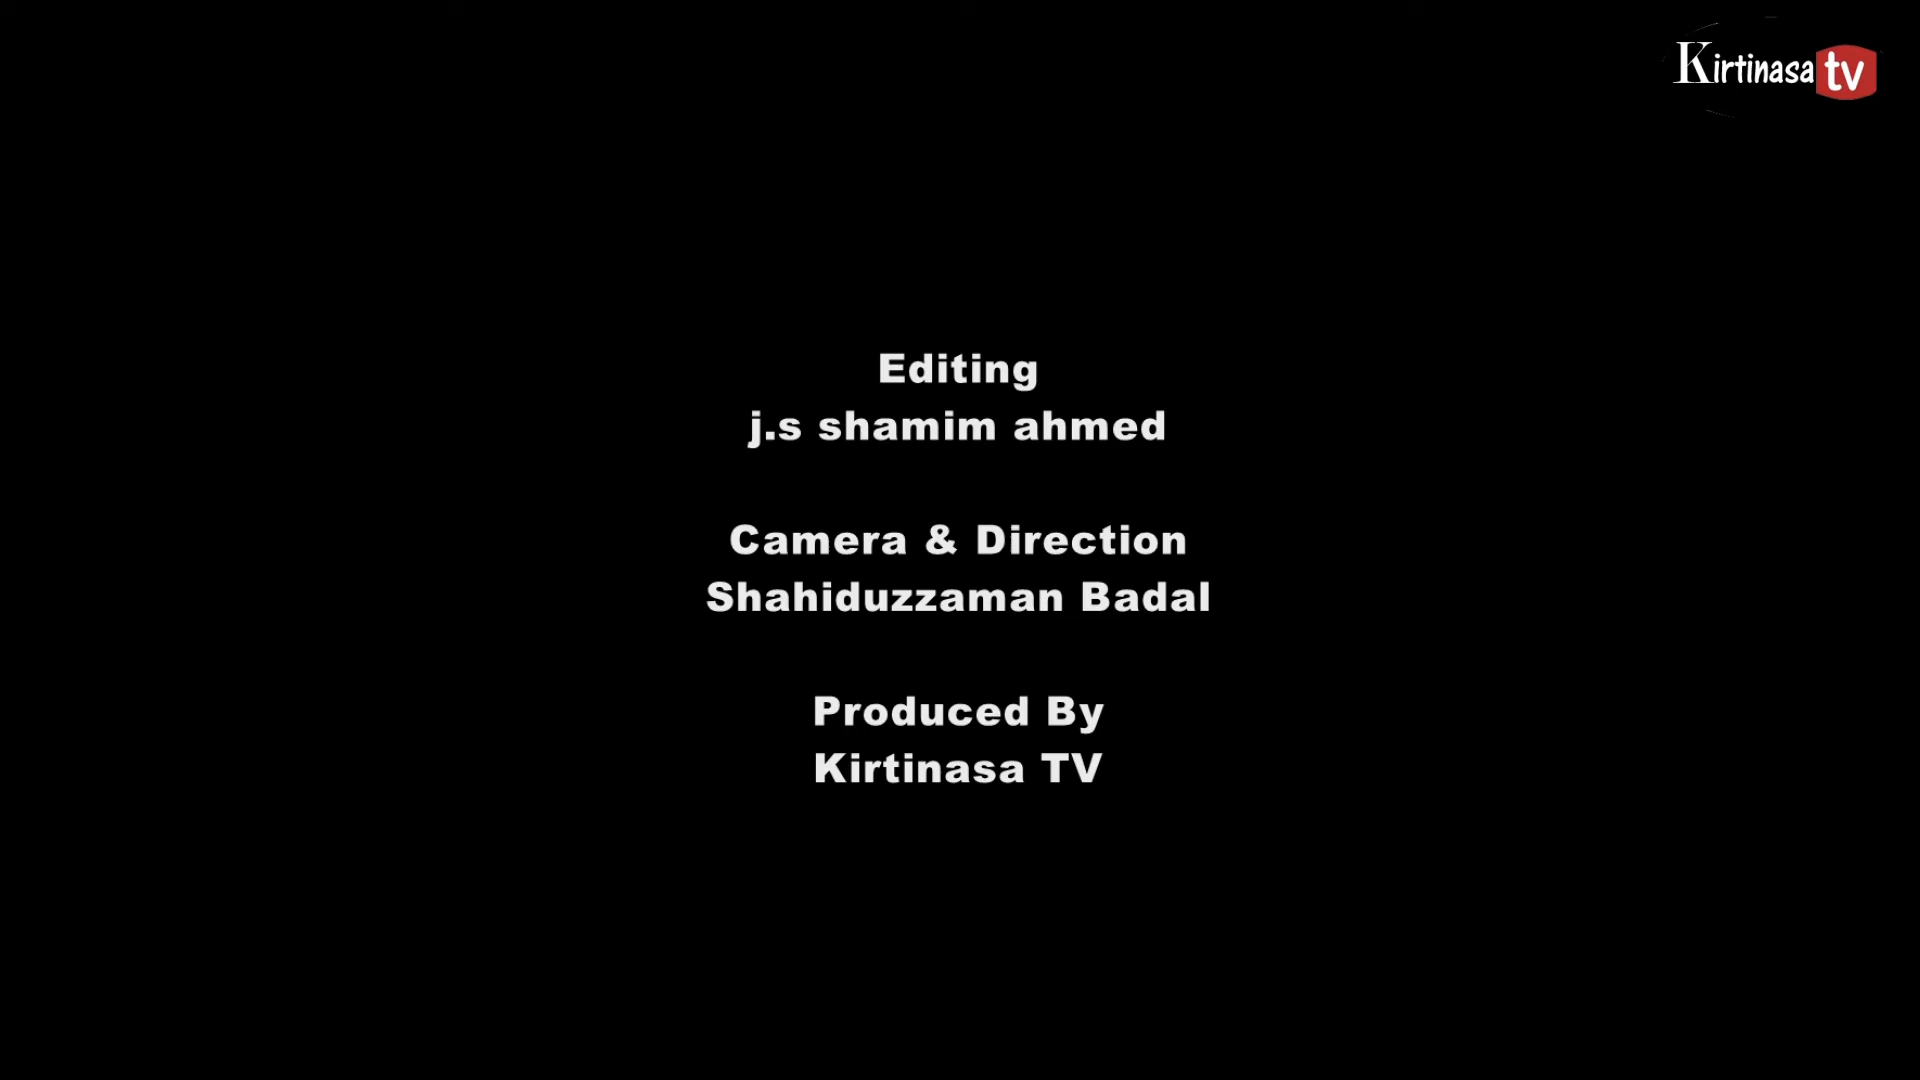 Kirtinasa tv
Editing
j.s shamim ahmed
Camera & Direction
Shahiduzzaman Badal
Produced By
Kirtinasa TV